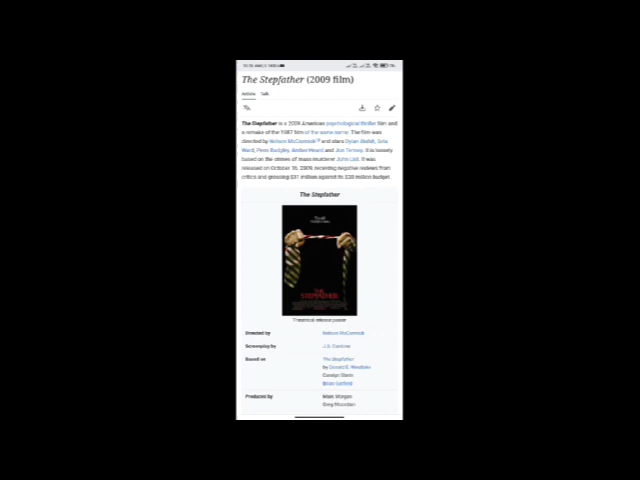 The Stepfather (2009 film)
Article Talk
The Stepfather is a 2009 American psychological thriller film and
a remake of the 1987 film of the same name. The film was
directed by Nelson McCormick and stars Dylan Walsh, Sela
Ward, Penn Badgley, Amber Heard and Jon Tenney. It is loosely
based on the crimes of mass murderer John List. It was
released on October 16, 2009, receiving negative reviews from
critics and grossing $31 million against its $20 million budget.
The Stepfather
THE
STEPFATHER
Theatrical release poster
Directed by Nelson McCormick
Screenplay by J.S. Cardone
Based on The Stepfather
by Donald E. Westlake
Carolyn
Brian Garfield
Produced by Mark Morgan
Greg